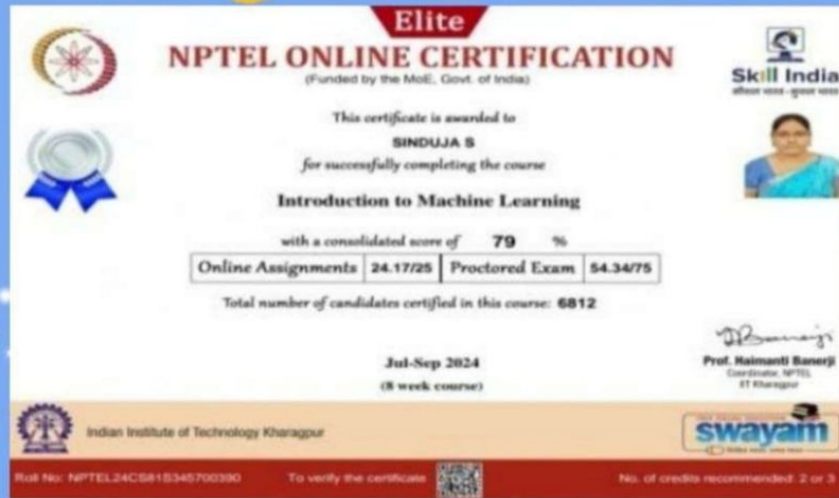 Elite
NPTEL ONLINE CERTIFICATION
(Funded by the MoE, Govt. of India)
Skill India
कौशल भारत - कुशल भारत
This certificate is awarded to
SINDUJA S
for successfully completing the course
Introduction to Machine Learning
with a consolidated score of 79 %
Online Assignments 24.17/25 Proctored Exam 54.34/75
Total number of candidates certified in this course: 6812
Jul-Sep 2024
(8 week course)
Prof. Haimanti Banerji
Coordinator, NPTEL
IIT Kharagpur
Indian Institute of Technology Kharagpur
swayam
Roll No: To verify the certificate No. of credits recommended: 2 or 3